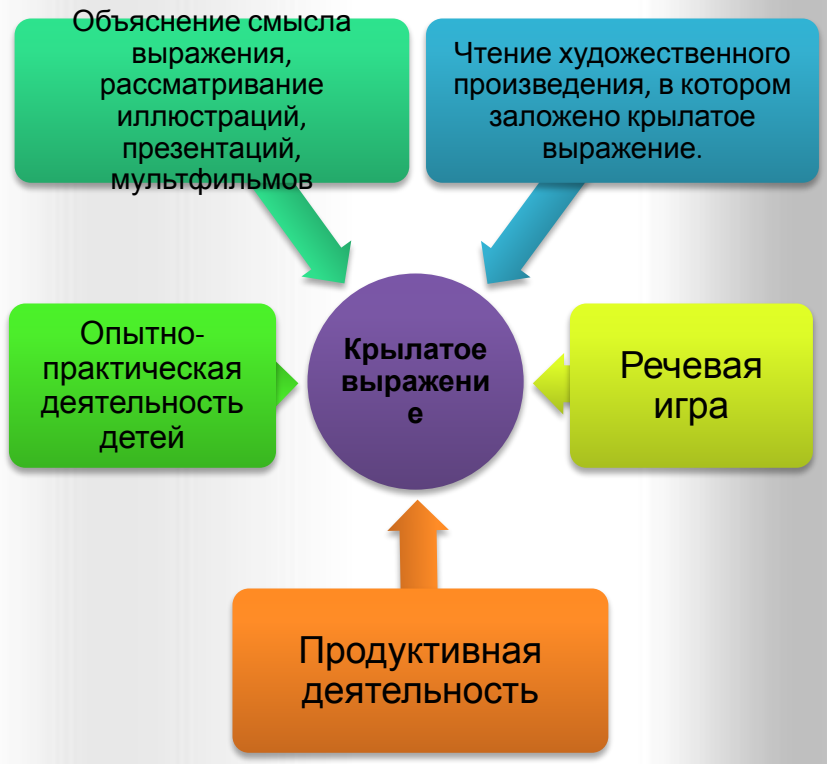 Объяснение смысла
выражения,
рассматривание
иллюстраций,
презентаций,
мультфильмов
Чтение художественного
произведения, в котором
заложено крылатое
выражение.
Опытно-
практическая
деятельность
детей
Крылатое
выражени
е
Речевая
игра
Продуктивная
деятельность